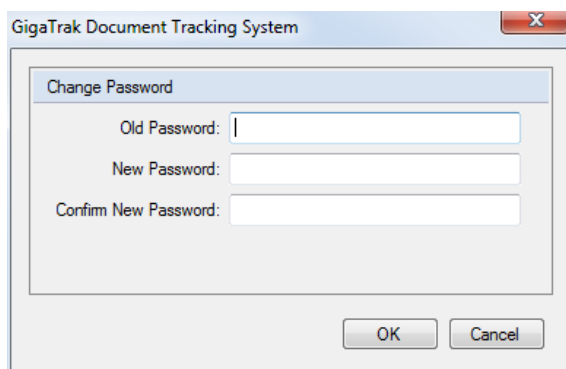 GigaTrak Document Tracking System
Change Password
Old Password:
New Password:
Confirm New Password:
OK Cancel